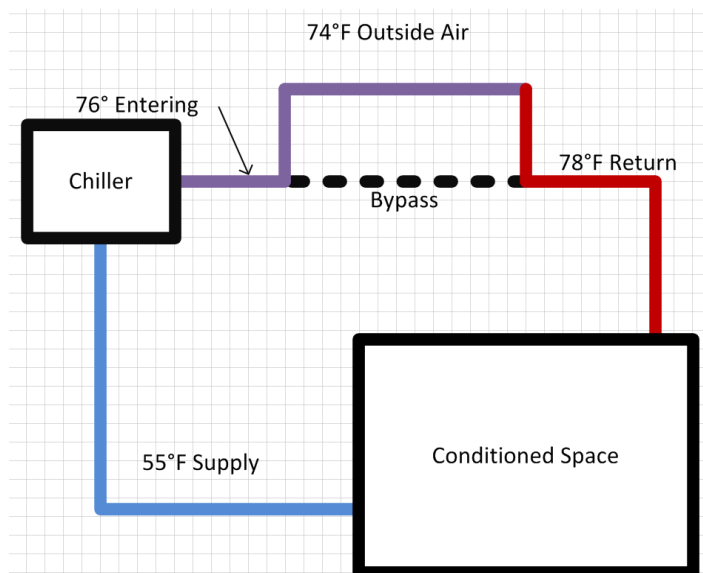 74°F Outside Air
76° Entering
Chiller
78°F Return
Bypass
55°F Supply
Conditioned Space